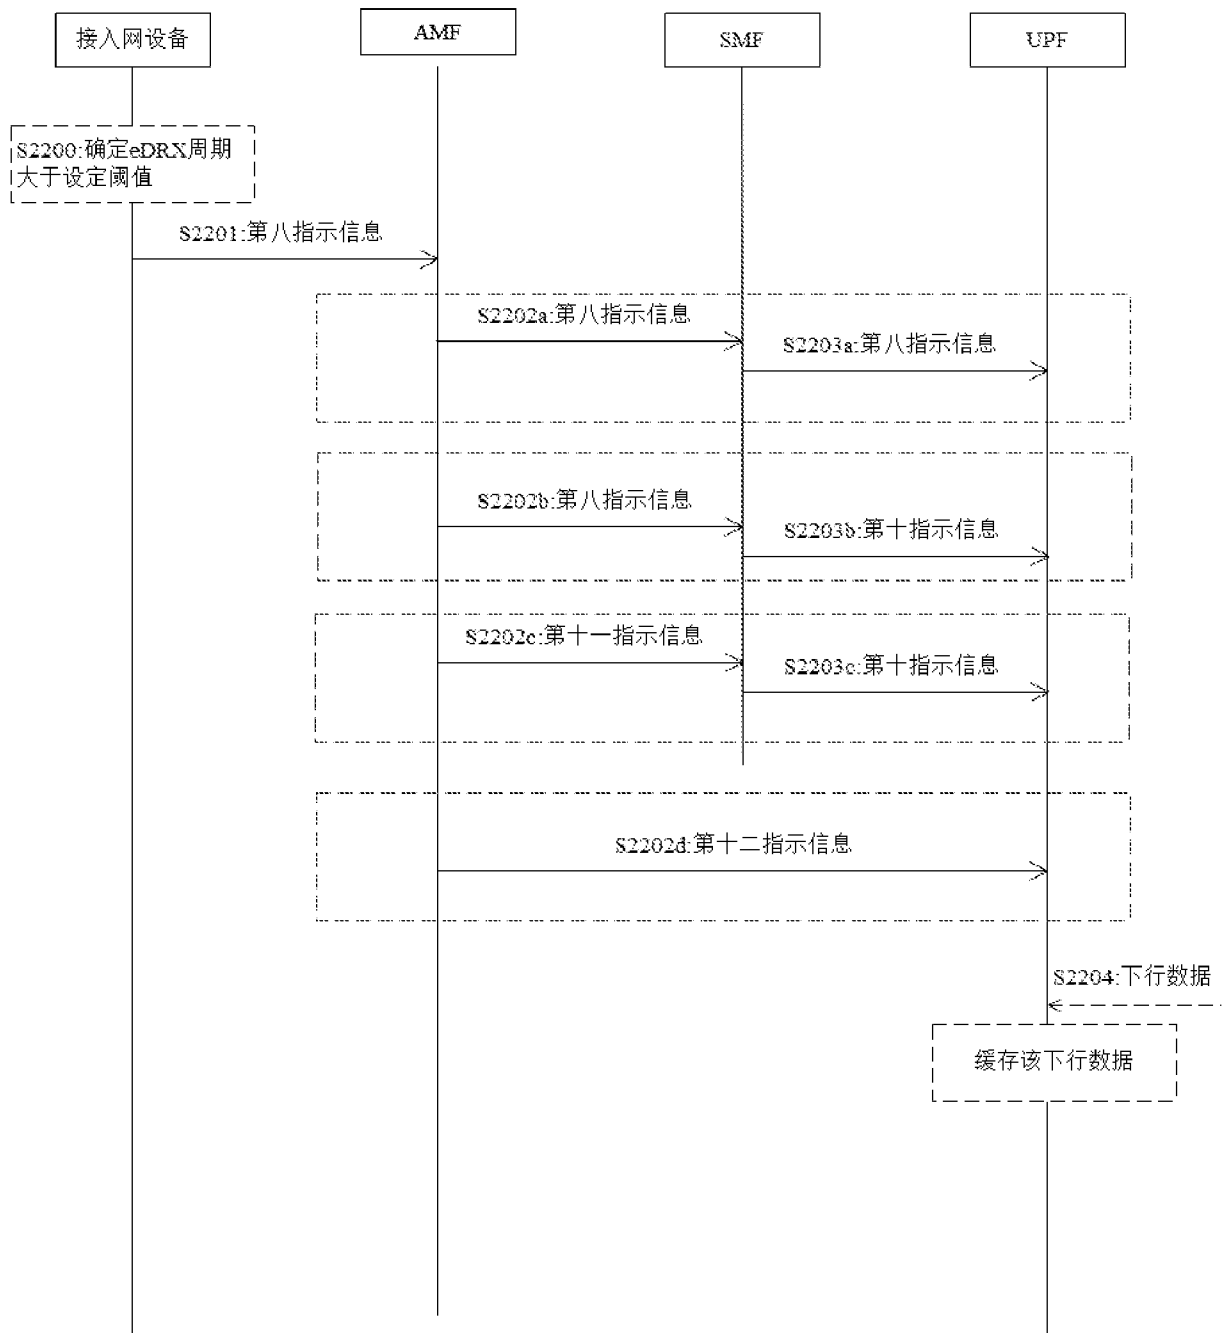 接入网设备
AMF
SMF
UPF
S2200:确定eDRX周期
大于设定阈值
S2201:第八指示信息
S2202a:第八指示信息
S2203a:第八指示信息
S2202b:第八指示信息
S2203b:第十指示信息
S2202c:第十一指示信息
S2203c:第十指示信息
S2202d:第十二指示信息
S2204:下行数据
缓存该下行数据